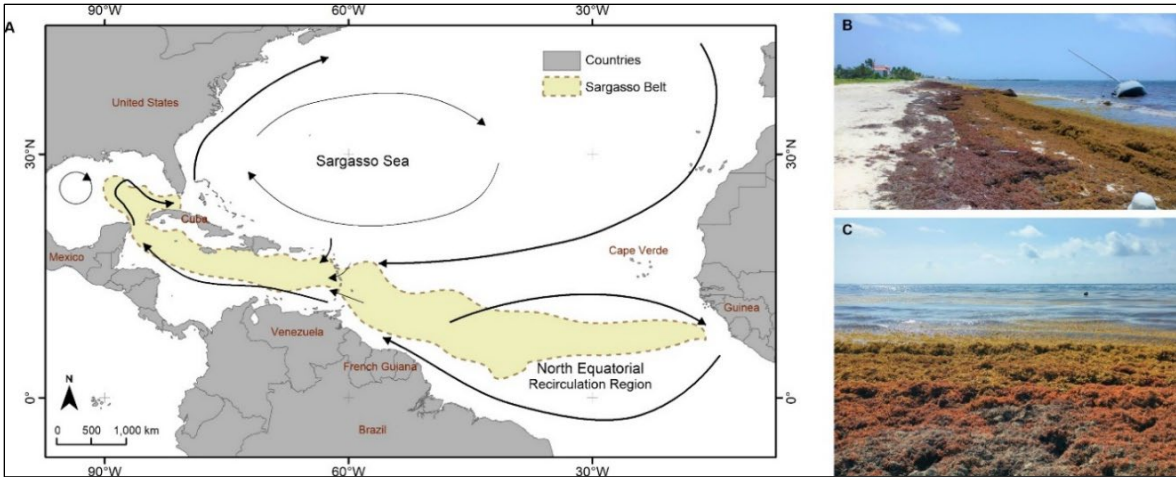 A
90°W
60°W
30°W
Countries
Sargasso Belt
United States
30°N
Sargasso Sea
30°N
Cuba
Mexico
Cape Verde
Guinea
Venezuela
French Guiana
North Equatorial
Recirculation Region
N
0°
0°
0 500 1,000 km
Brazil
90°W
60°W
30°W
B
C